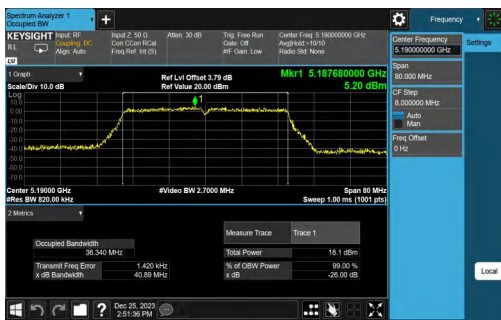 Spectrum Analyzer 1
Occupied BW
Frequency
KEYSIGHT
Input: RF
Input Z: 50 Ω
Atten: 30 dB
Trig: Free Run
Center Freq: 5.190000000 GHz
RL
Coupling: DC
Corr CCorr RCal
Gate: Off
Avg|Hold:>10/10
Align: Auto
Freq Ref: Int (S)
#IF Gain: Low
Radio Std: None
Center Frequency
5.190000000 GHz
Settings
Span
80.000 MHz
CF Step
8.000000 MHz
Auto
Man
Freq Offset
0 Hz
1 Graph
Ref Lvl Offset 3.79 dB
Mkr1 5.187680000 GHz
Scale/Div 10.0 dB
Ref Value 20.00 dBm
5.20 dBm
Log
10.0
0.00
-10.0
-20.0
-30.0
-40.0
-50.0
-60.0
-70.0
1
Center 5.19000 GHz
#Video BW 2.7000 MHz
Span 80 MHz
#Res BW 820.00 kHz
Sweep 1.00 ms (1001 pts)
2 Metrics
Measure Trace
Trace 1
Occupied Bandwidth
36.340 MHz
Total Power
18.1 dBm
Transmit Freq Error
1.420 kHz
% of OBW Power
99.00 %
x dB Bandwidth
40.89 MHz
x dB
-26.00 dB
Local
Dec 25, 2023
2:51:36 PM